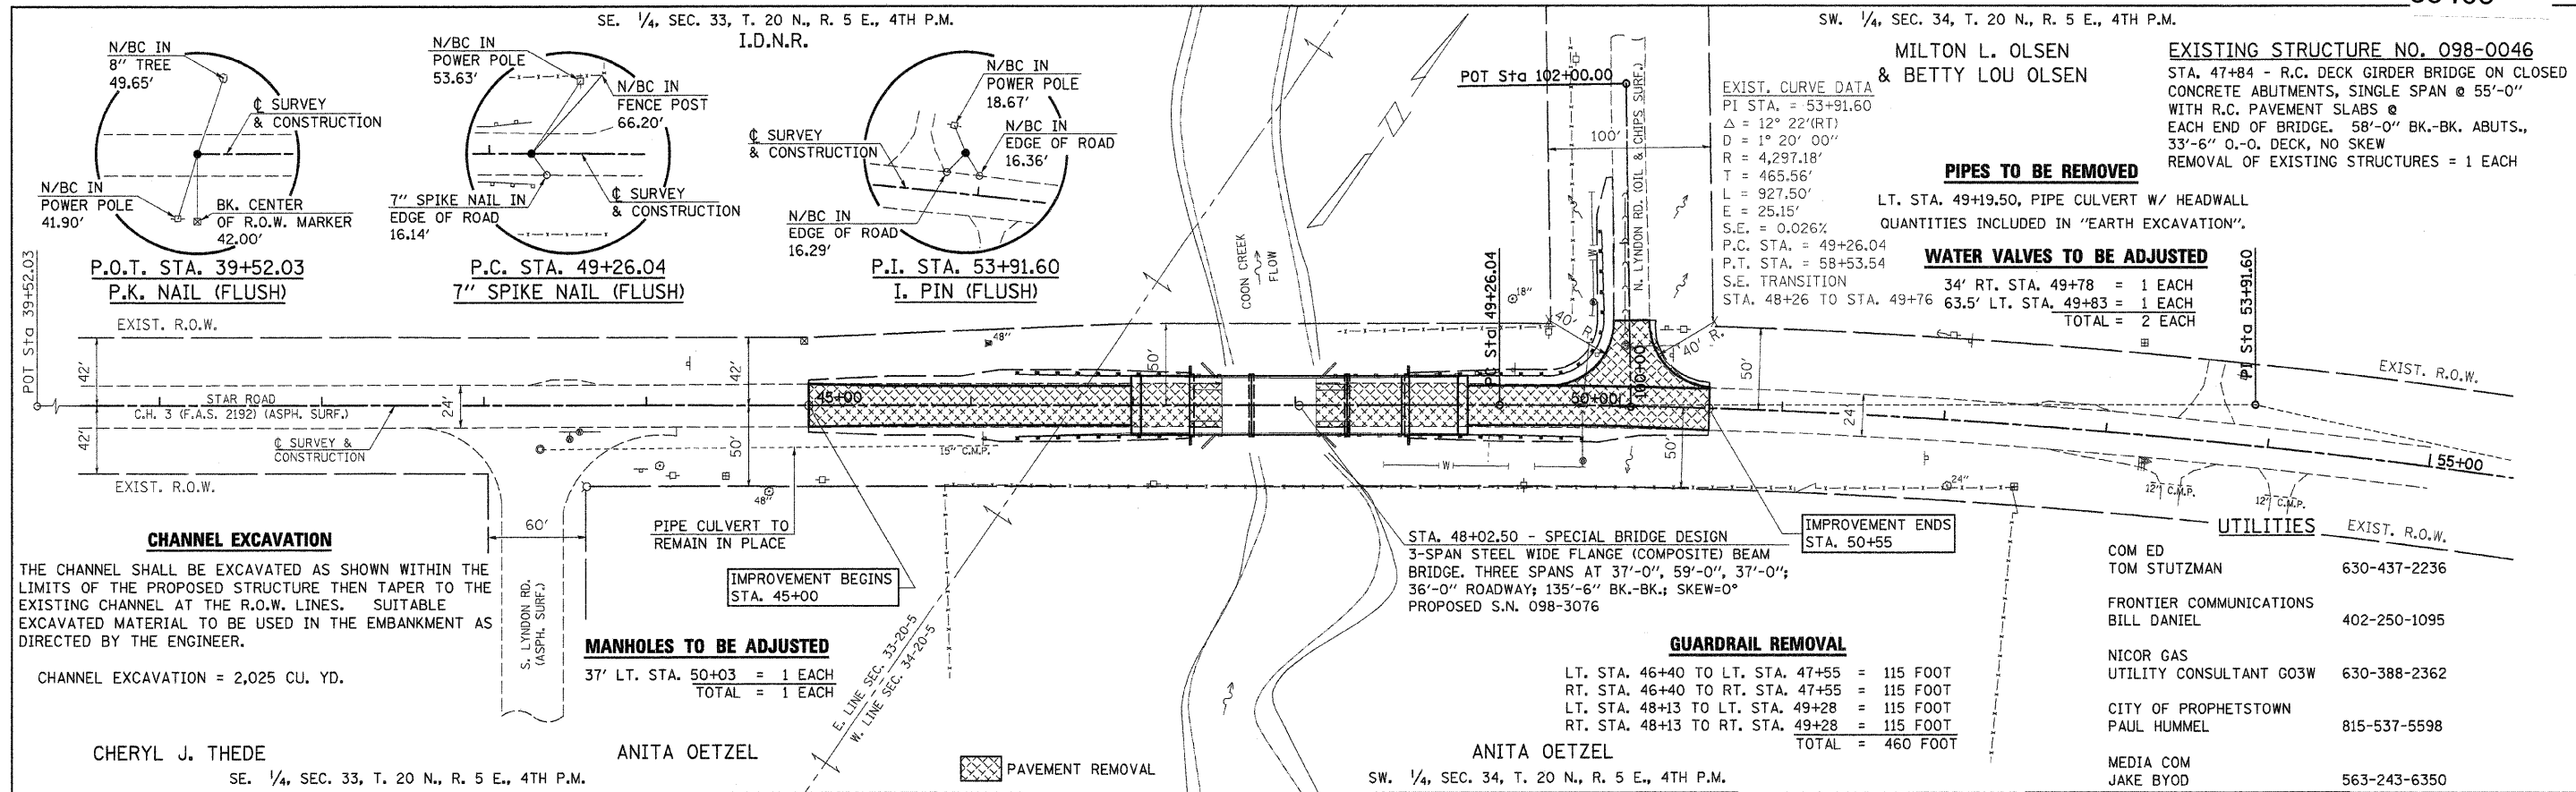 SE. 1/4, SEC. 33, T. 20 N., R. 5 E., 4TH P.M.
I.D.N.R.
SW. 1/4, SEC. 34, T. 20 N., R. 5 E., 4TH P.M.
MILTON L. OLSEN
& BETTY LOU OLSEN
EXISTING STRUCTURE NO. 098-0046
STA. 47+84 - R.C. DECK GIRDER BRIDGE ON CLOSED
CONCRETE ABUTMENTS, SINGLE SPAN @ 55'-0"
WITH R.C. PAVEMENT SLABS @
EACH END OF BRIDGE. 58'-0" BK.-BK. ABUTS.,
33'-6" O.-O. DECK, NO SKEW
REMOVAL OF EXISTING STRUCTURES = 1 EACH
N/BC IN
8" TREE
49.65'
℄ SURVEY
& CONSTRUCTION
N/BC IN
POWER POLE
41.90'
BK. CENTER
OF R.O.W. MARKER
42.00'
P.O.T. STA. 39+52.03
P.K. NAIL (FLUSH)
N/BC IN
POWER POLE
53.63'
N/BC IN
FENCE POST
66.20'
7" SPIKE NAIL IN
EDGE OF ROAD
16.14'
℄ SURVEY
& CONSTRUCTION
P.C. STA. 49+26.04
7" SPIKE NAIL (FLUSH)
N/BC IN
POWER POLE
18.67'
℄ SURVEY
& CONSTRUCTION
N/BC IN
EDGE OF ROAD
16.36'
N/BC IN
EDGE OF ROAD
16.29'
P.I. STA. 53+91.60
I. PIN (FLUSH)
COON CREEK
FLOW
POT Sta 102+00.00
100'
N. LYNDON RD. (OIL & CHIPS SURF.)
EXIST. CURVE DATA
PI STA. = 53+91.60
Δ = 12° 22'(RT)
D = 1° 20' 00"
R = 4,297.18'
T = 465.56'
L = 927.50'
E = 25.15'
S.E. = 0.026%
P.C. STA. = 49+26.04
P.T. STA. = 58+53.54
S.E. TRANSITION
STA. 48+26 TO STA. 49+76
PIPES TO BE REMOVED
LT. STA. 49+19.50, PIPE CULVERT W/ HEADWALL
QUANTITIES INCLUDED IN "EARTH EXCAVATION".
WATER VALVES TO BE ADJUSTED
34' RT. STA. 49+78 = 1 EACH
63.5' LT. STA. 49+83 = 1 EACH
TOTAL = 2 EACH
POT Sta 39+52.03
EXIST. R.O.W.
42'
42'
STAR ROAD
C.H. 3 (F.A.S. 2192) (ASPH. SURF.)
24'
℄ SURVEY &
CONSTRUCTION
EXIST. R.O.W.
42'
50'
45+00
48"
48"
15" C.M.P.
50'
PC Sta 49+26.04
18"
W
40' R.
40' R.
100+00
50+00
50'
50'
24'
PI Sta 53+91.60
EXIST. R.O.W.
55+00
W
24"
12" C.M.P.
12" C.M.P.
EXIST. R.O.W.
60'
S. LYNDON RD.
(ASPH. SURF.)
PIPE CULVERT TO
REMAIN IN PLACE
IMPROVEMENT BEGINS
STA. 45+00
IMPROVEMENT ENDS
STA. 50+55
CHANNEL EXCAVATION
THE CHANNEL SHALL BE EXCAVATED AS SHOWN WITHIN THE
LIMITS OF THE PROPOSED STRUCTURE THEN TAPER TO THE
EXISTING CHANNEL AT THE R.O.W. LINES. SUITABLE
EXCAVATED MATERIAL TO BE USED IN THE EMBANKMENT AS
DIRECTED BY THE ENGINEER.
CHANNEL EXCAVATION = 2,025 CU. YD.
MANHOLES TO BE ADJUSTED
37' LT. STA. 50+03 = 1 EACH
TOTAL = 1 EACH
E. LINE SEC. 33-20-5
W. LINE SEC. 34-20-5
STA. 48+02.50 - SPECIAL BRIDGE DESIGN
3-SPAN STEEL WIDE FLANGE (COMPOSITE) BEAM
BRIDGE. THREE SPANS AT 37'-0", 59'-0", 37'-0";
36'-0" ROADWAY; 135'-6" BK.-BK.; SKEW=0°
PROPOSED S.N. 098-3076
GUARDRAIL REMOVAL
LT. STA. 46+40 TO LT. STA. 47+55 = 115 FOOT
RT. STA. 46+40 TO RT. STA. 47+55 = 115 FOOT
LT. STA. 48+13 TO LT. STA. 49+28 = 115 FOOT
RT. STA. 48+13 TO RT. STA. 49+28 = 115 FOOT
TOTAL = 460 FOOT
UTILITIES
COM ED
TOM STUTZMAN 630-437-2236
FRONTIER COMMUNICATIONS
BILL DANIEL 402-250-1095
NICOR GAS
UTILITY CONSULTANT GO3W 630-388-2362
CITY OF PROPHETSTOWN
PAUL HUMMEL 815-537-5598
MEDIA COM
JAKE BYOD 563-243-6350
CHERYL J. THEDE
SE. 1/4, SEC. 33, T. 20 N., R. 5 E., 4TH P.M.
ANITA OETZEL
PAVEMENT REMOVAL
ANITA OETZEL
SW. 1/4, SEC. 34, T. 20 N., R. 5 E., 4TH P.M.